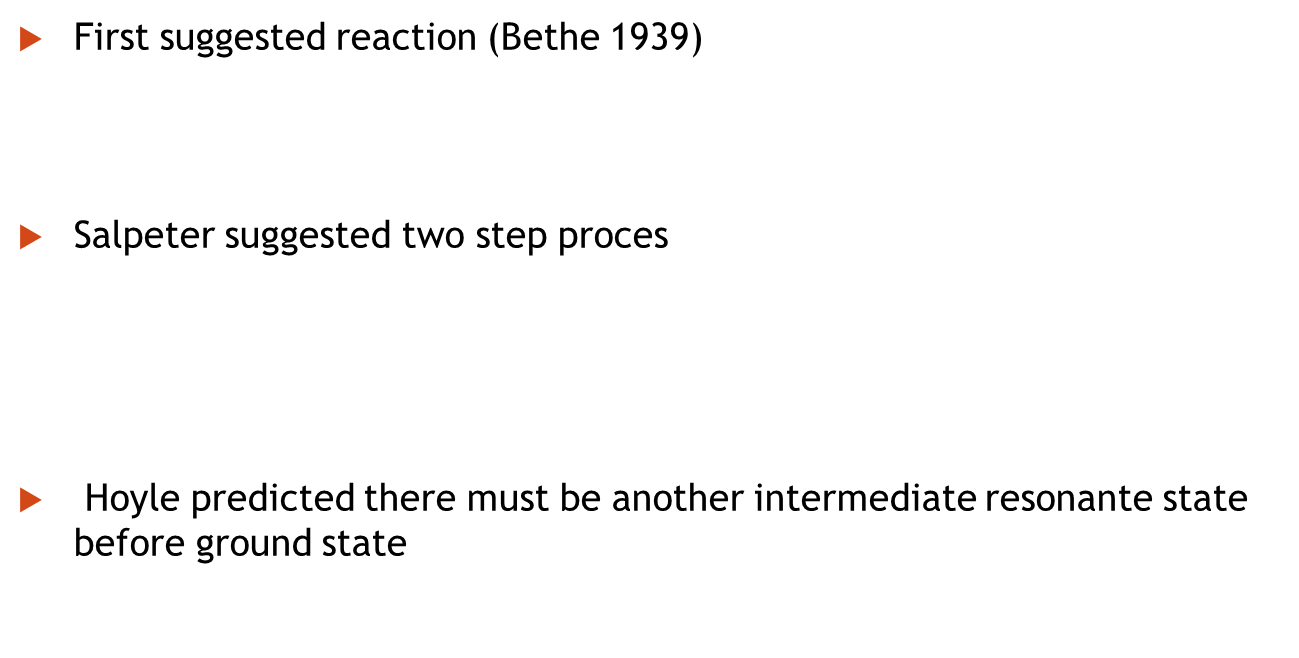 First suggested reaction (Bethe 1939)
Salpeter suggested two step proces
Hoyle predicted there must be another intermediate resonante state
before ground state